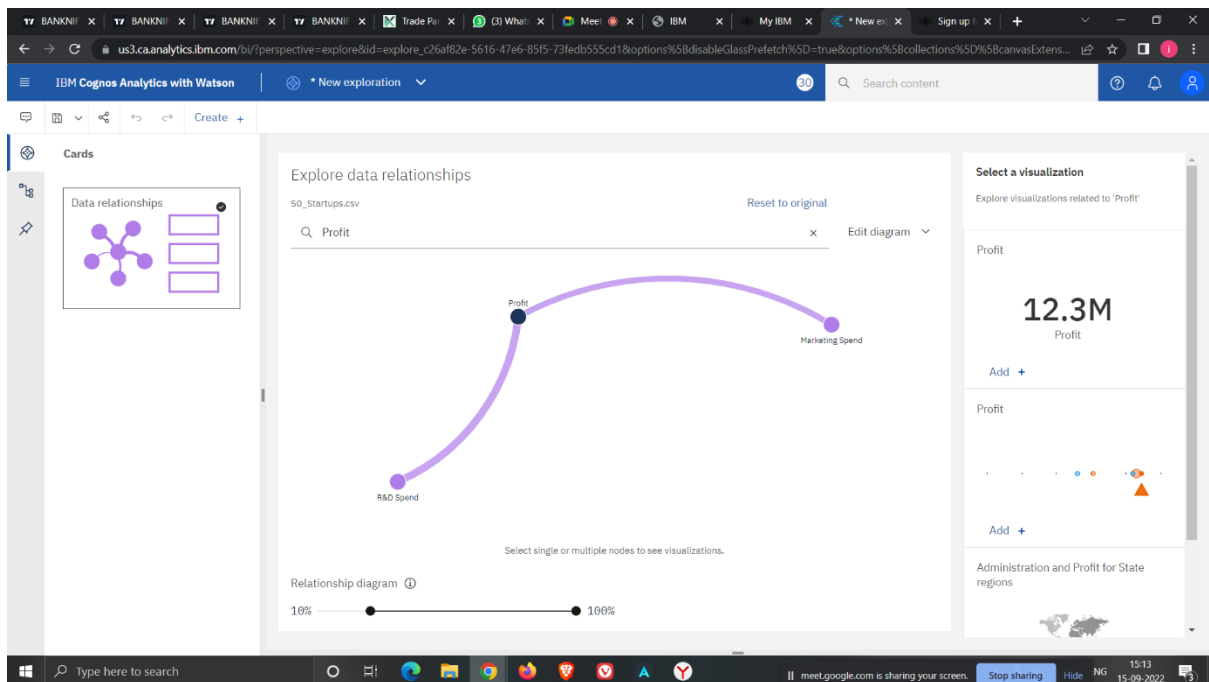 BANKNIF
BANKNIF
BANKNIF
BANKNIF
Trade Par
(3) Whats
Meet
IBM
My IBM
* New ex
Sign up f
us3.ca.analytics.ibm.com/bi/?perspective=explore&id=explore_c26af82e-5616-47e6-85f5-73fedb555cd1&options%5BdisableGlassPrefetch%5D=true&options%5Bcollections%5D%5BcanvasExtens...
IBM Cognos Analytics with Watson
* New exploration
30
Search content
Create +
Cards
Data relationships
Explore data relationships
50_Startups.csv
Reset to original
Profit
Edit diagram
Profit
Marketing Spend
R&D Spend
Select single or multiple nodes to see visualizations.
Relationship diagram
10%
100%
Select a visualization
Explore visualizations related to 'Profit'
Profit
12.3M
Profit
Add +
Profit
Add +
Administration and Profit for State
regions
Type here to search
meet.google.com is sharing your screen.
Stop sharing
Hide
NG
15:13
15-09-2022